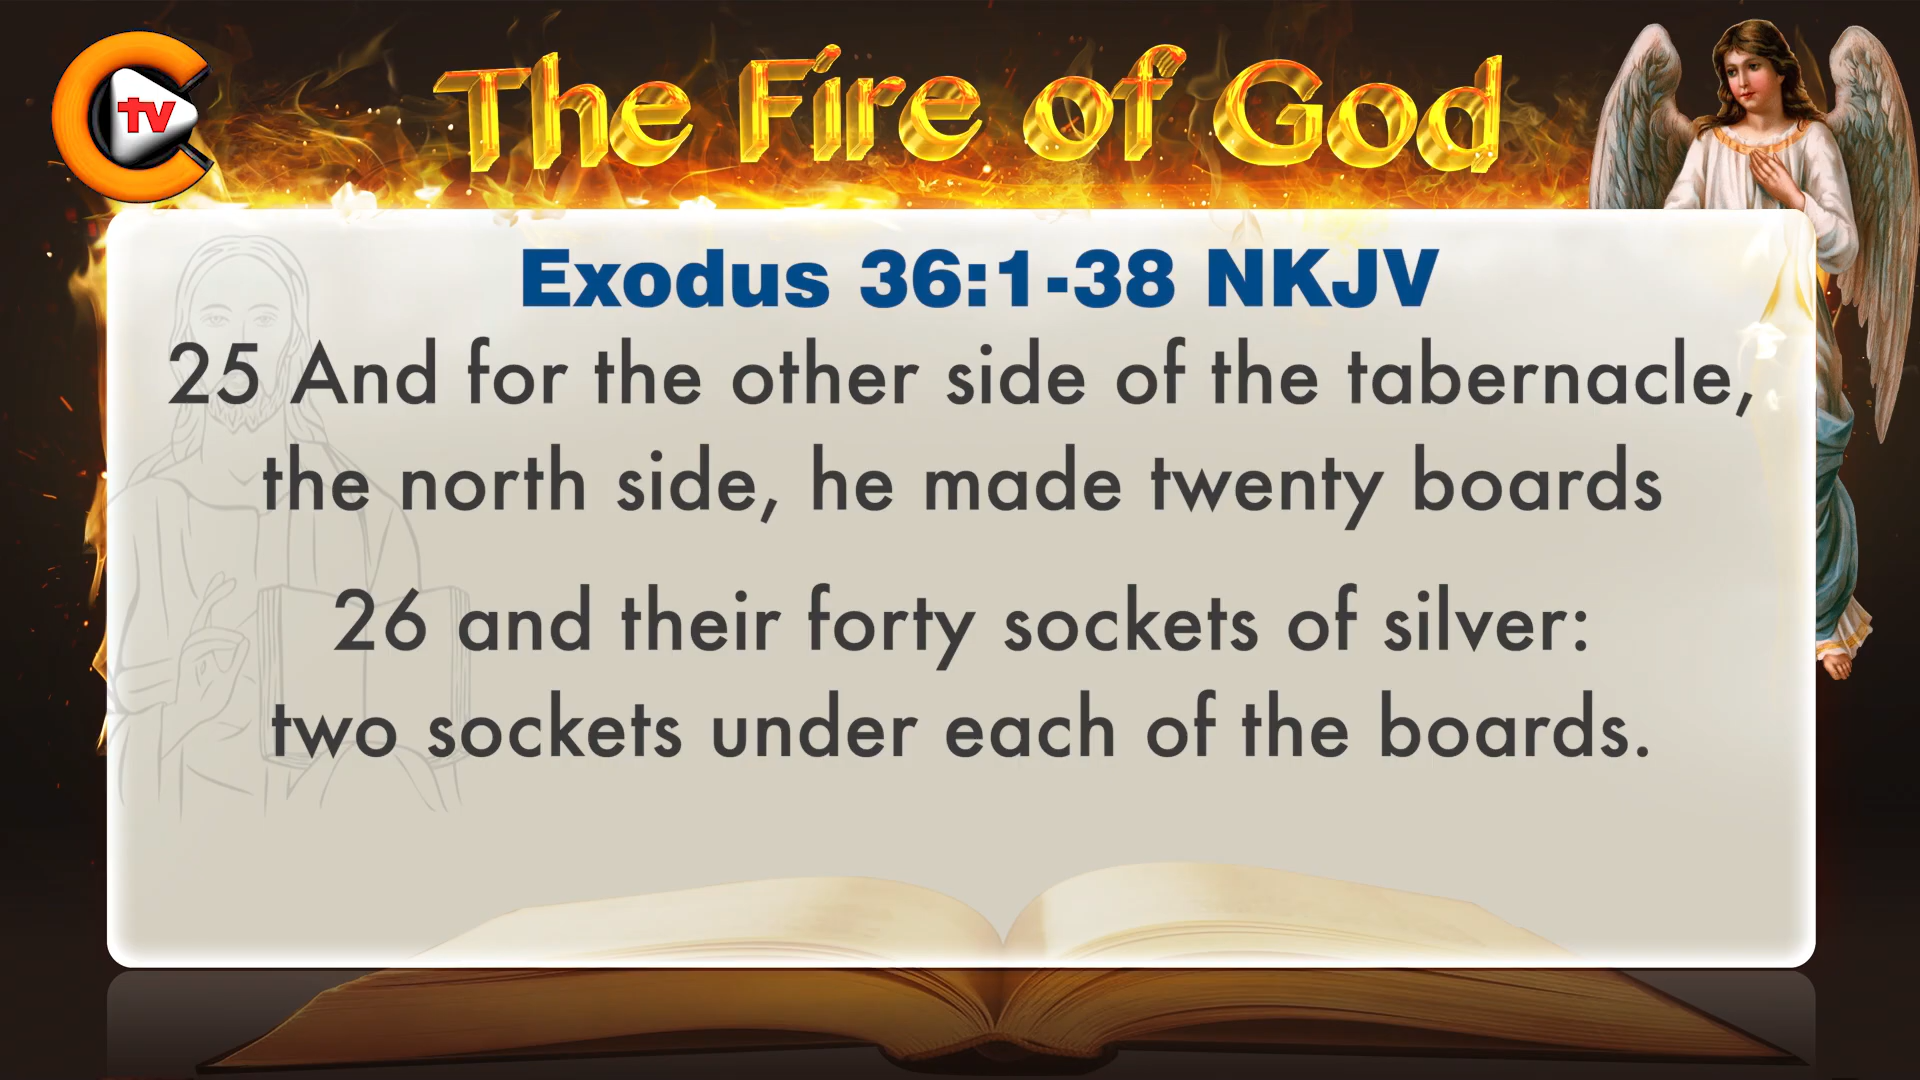 tv
The Fire of God
Exodus 36:1-38 NKJV
25 And for the other side of the tabernacle,
the north side, he made twenty boards
26 and their forty sockets of silver:
two sockets under each of the boards.